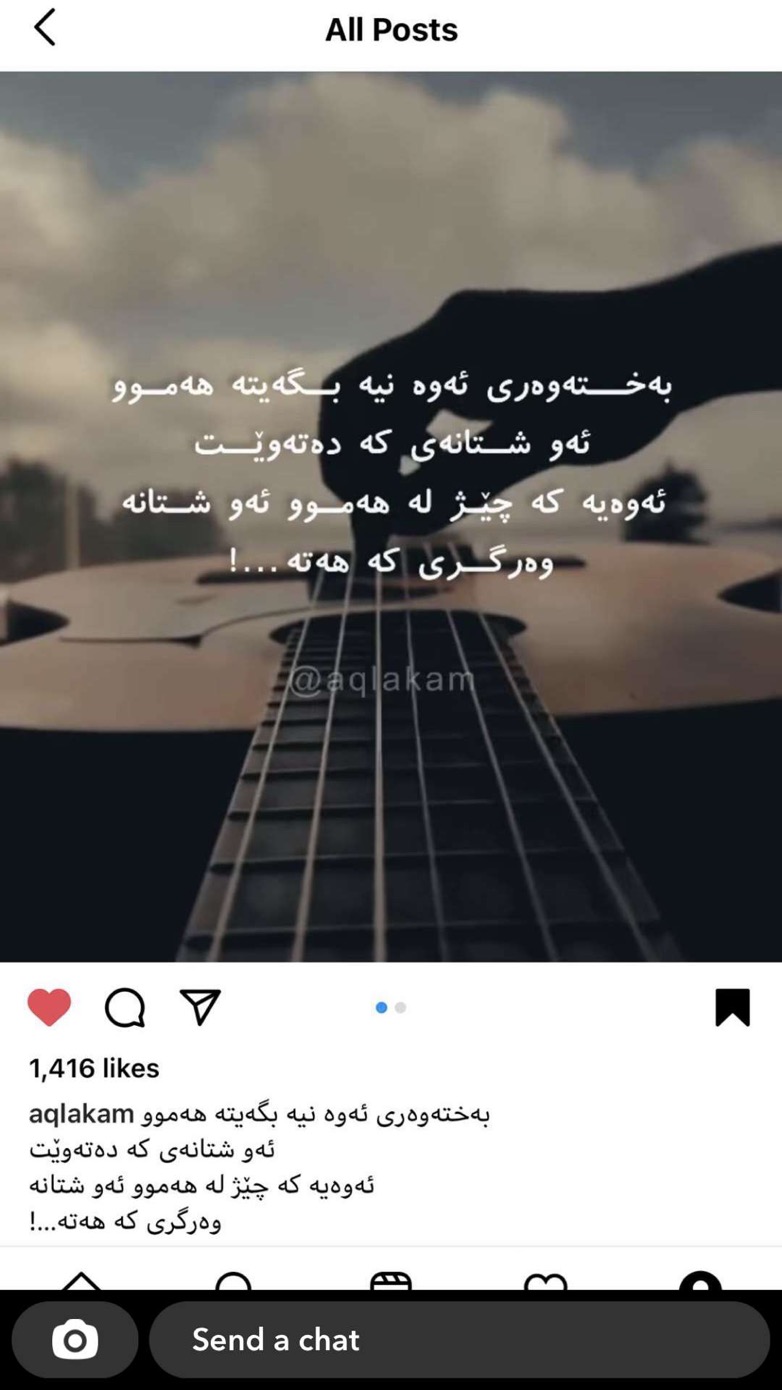 All Posts
بەختەوەری ئەوە نیە بگەیتە هەموو
ئەو شتانەی کە دەتەوێت
ئەوەیە کە چێژ لە هەموو ئەو شتانە
وەرگری کە هەتە...!
@aqlakam
1,416 likes
aqlakam بەختەوەری ئەوە نیە بگەیتە هەموو
ئەو شتانەی کە دەتەوێت
ئەوەیە کە چێژ لە هەموو ئەو شتانە
وەرگری کە هەتە...!
Send a chat